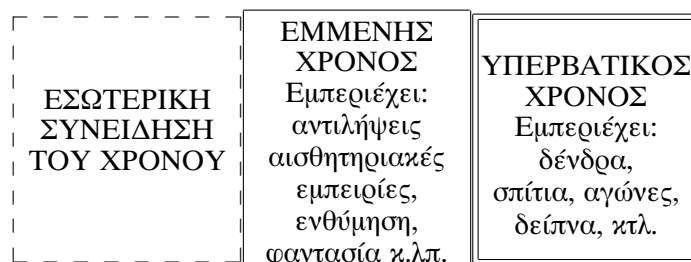 ΕΣΩΤΕΡΙΚΗ
ΣΥΝΕΙΔΗΣΗ
ΤΟΥ ΧΡΟΝΟΥ
ΕΜΜΕΝΗΣ
ΧΡΟΝΟΣ
Εμπεριέχει:
αντιλήψεις
αισθητηριακές
εμπειρίες,
ενθύμηση,
φαντασία κ.λπ.
ΥΠΕΡΒΑΤΙΚΟΣ
ΧΡΟΝΟΣ
Εμπεριέχει:
δένδρα,
σπίτια, αγώνες,
δείπνα, κτλ.